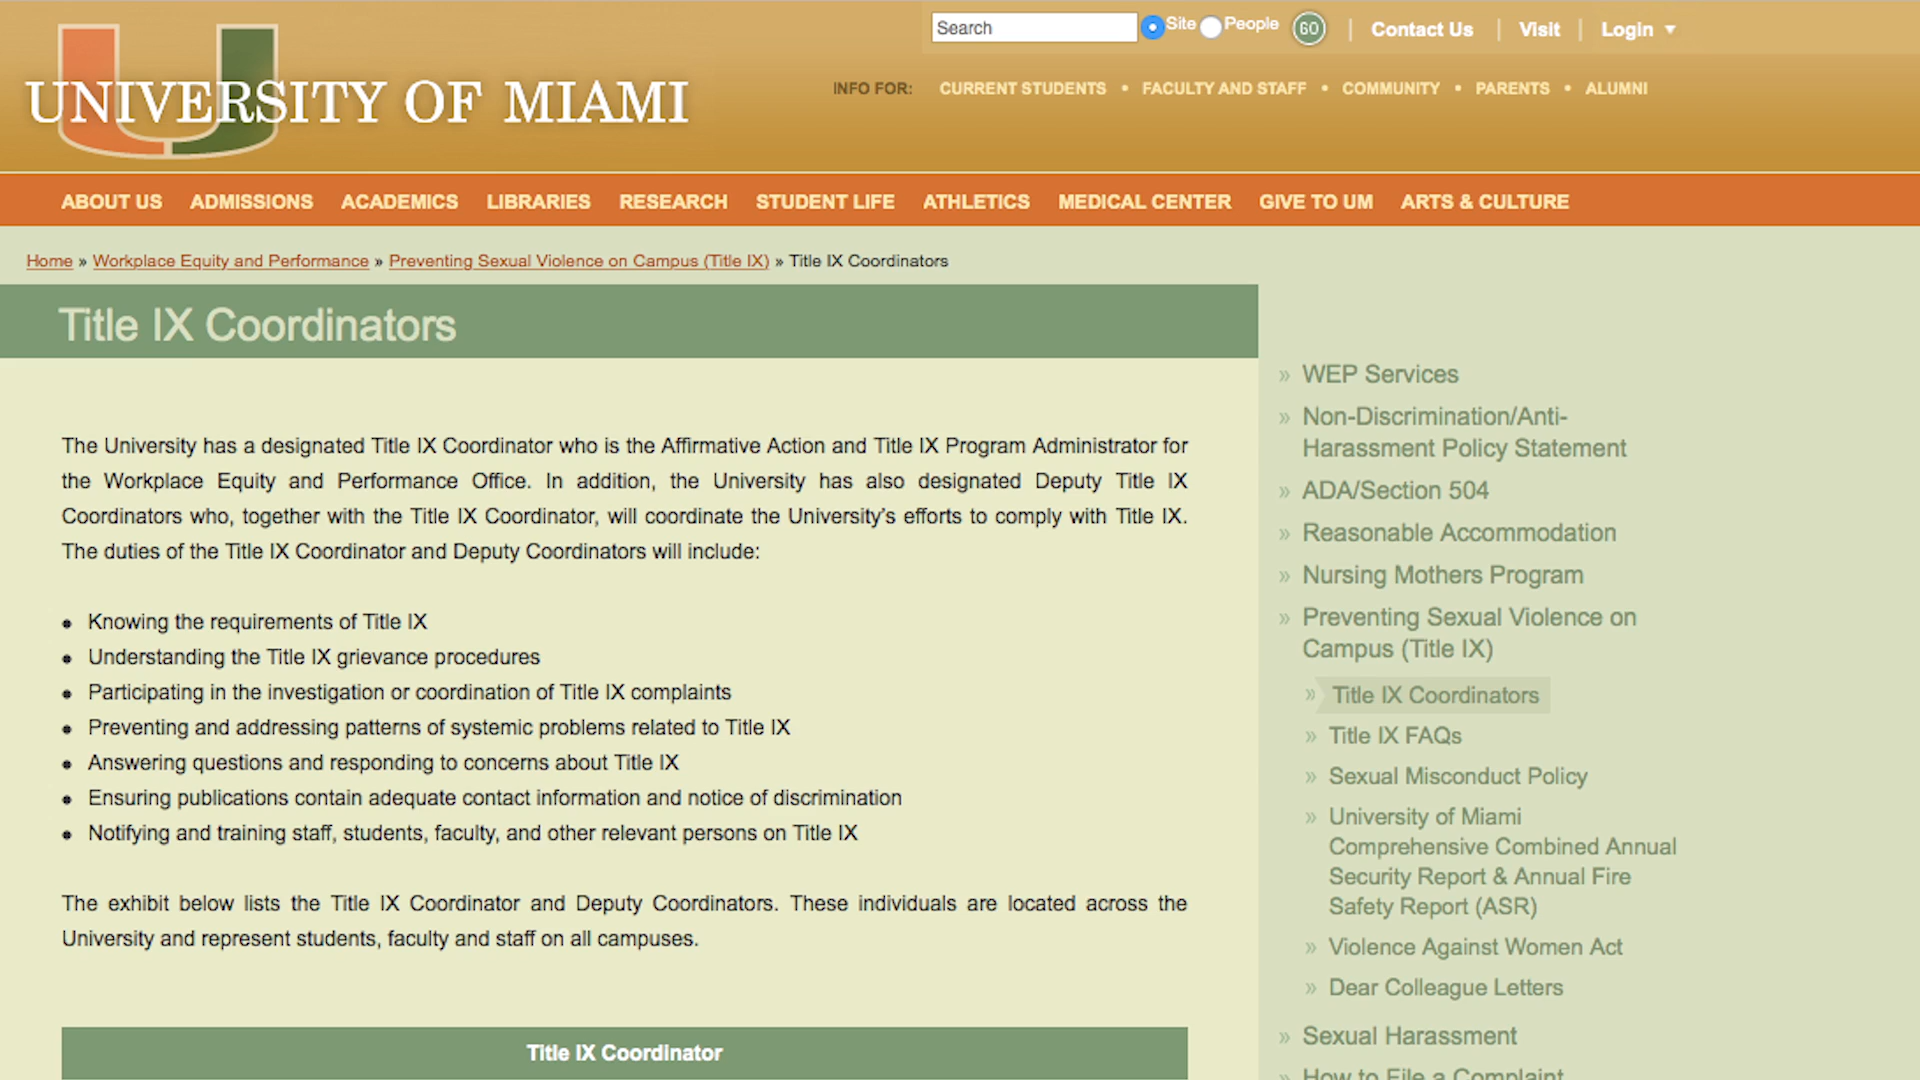 Search
Site People GO | Contact Us | Visit | Login
UNIVERSITY OF MIAMI
INFO FOR: CURRENT STUDENTS • FACULTY AND STAFF • COMMUNITY • PARENTS • ALUMNI
ABOUT US ADMISSIONS ACADEMICS LIBRARIES RESEARCH STUDENT LIFE ATHLETICS MEDICAL CENTER GIVE TO UM ARTS & CULTURE
Home » Workplace Equity and Performance » Preventing Sexual Violence on Campus (Title IX) » Title IX Coordinators
Title IX Coordinators
The University has a designated Title IX Coordinator who is the Affirmative Action and Title IX Program Administrator for
the Workplace Equity and Performance Office. In addition, the University has also designated Deputy Title IX
Coordinators who, together with the Title IX Coordinator, will coordinate the University's efforts to comply with Title IX.
The duties of the Title IX Coordinator and Deputy Coordinators will include:
• Knowing the requirements of Title IX
• Understanding the Title IX grievance procedures
• Participating in the investigation or coordination of Title IX complaints
• Preventing and addressing patterns of systemic problems related to Title IX
• Answering questions and responding to concerns about Title IX
• Ensuring publications contain adequate contact information and notice of discrimination
• Notifying and training staff, students, faculty, and other relevant persons on Title IX
The exhibit below lists the Title IX Coordinator and Deputy Coordinators. These individuals are located across the
University and represent students, faculty and staff on all campuses.
Title IX Coordinator
» WEP Services
» Non-Discrimination/Anti-
Harassment Policy Statement
» ADA/Section 504
» Reasonable Accommodation
» Nursing Mothers Program
» Preventing Sexual Violence on
Campus (Title IX)
» Title IX Coordinators
» Title IX FAQs
» Sexual Misconduct Policy
» University of Miami
Comprehensive Combined Annual
Security Report & Annual Fire
Safety Report (ASR)
» Violence Against Women Act
» Dear Colleague Letters
» Sexual Harassment
» How to File a Complaint